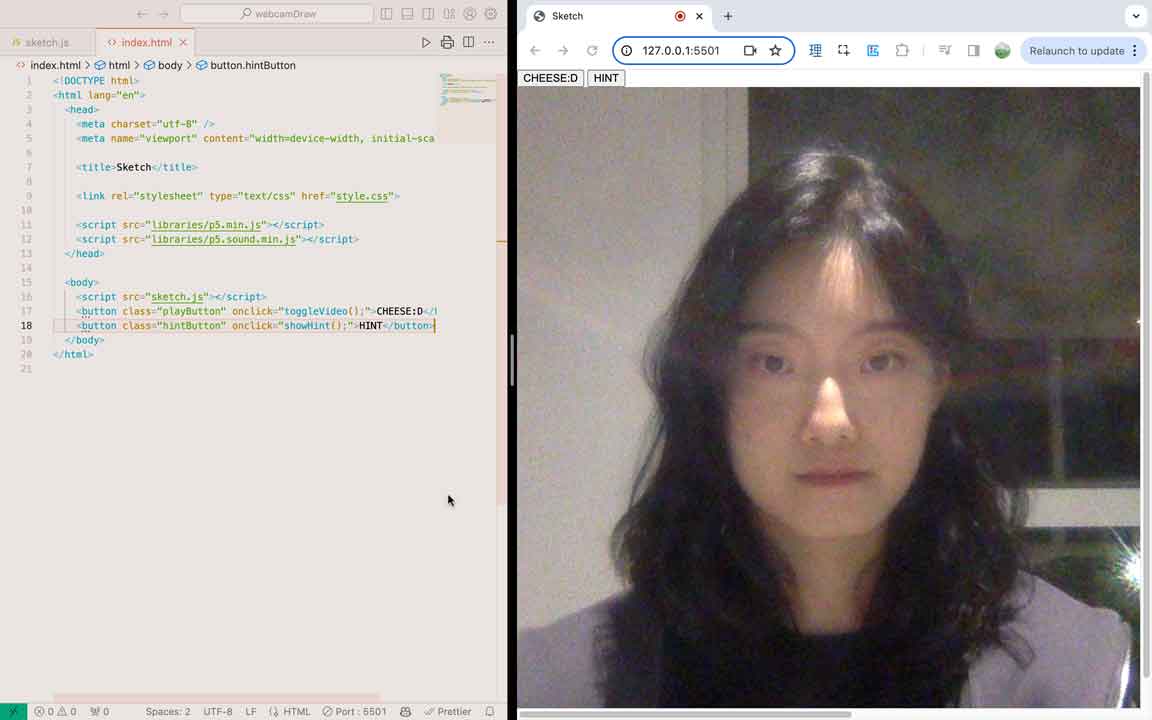 webcamDraw
sketch.js
index.html
index.html > html > body > button.hintButton
1 <!DOCTYPE html>
2 <html lang="en">
3 <head>
4 <meta charset="utf-8" />
5 <meta name="viewport" content="width=device-width, initial-sca
6
7 <title>Sketch</title>
8
9 <link rel="stylesheet" type="text/css" href="style.css">
10
11 <script src="libraries/p5.min.js"></script>
12 <script src="libraries/p5.sound.min.js"></script>
13 </head>
14
15 <body>
16 <script src="sketch.js"></script>
17 <button class="playButton" onclick="toggleVideo();">CHEESE:D</
18 <button class="hintButton" onclick="showHint();">HINT</button>
19 </body>
20 </html>
21
0 0 0 Spaces: 2 UTF-8 LF HTML Port : 5501 Prettier
Sketch
127.0.0.1:5501
Relaunch to update
CHEESE:D HINT